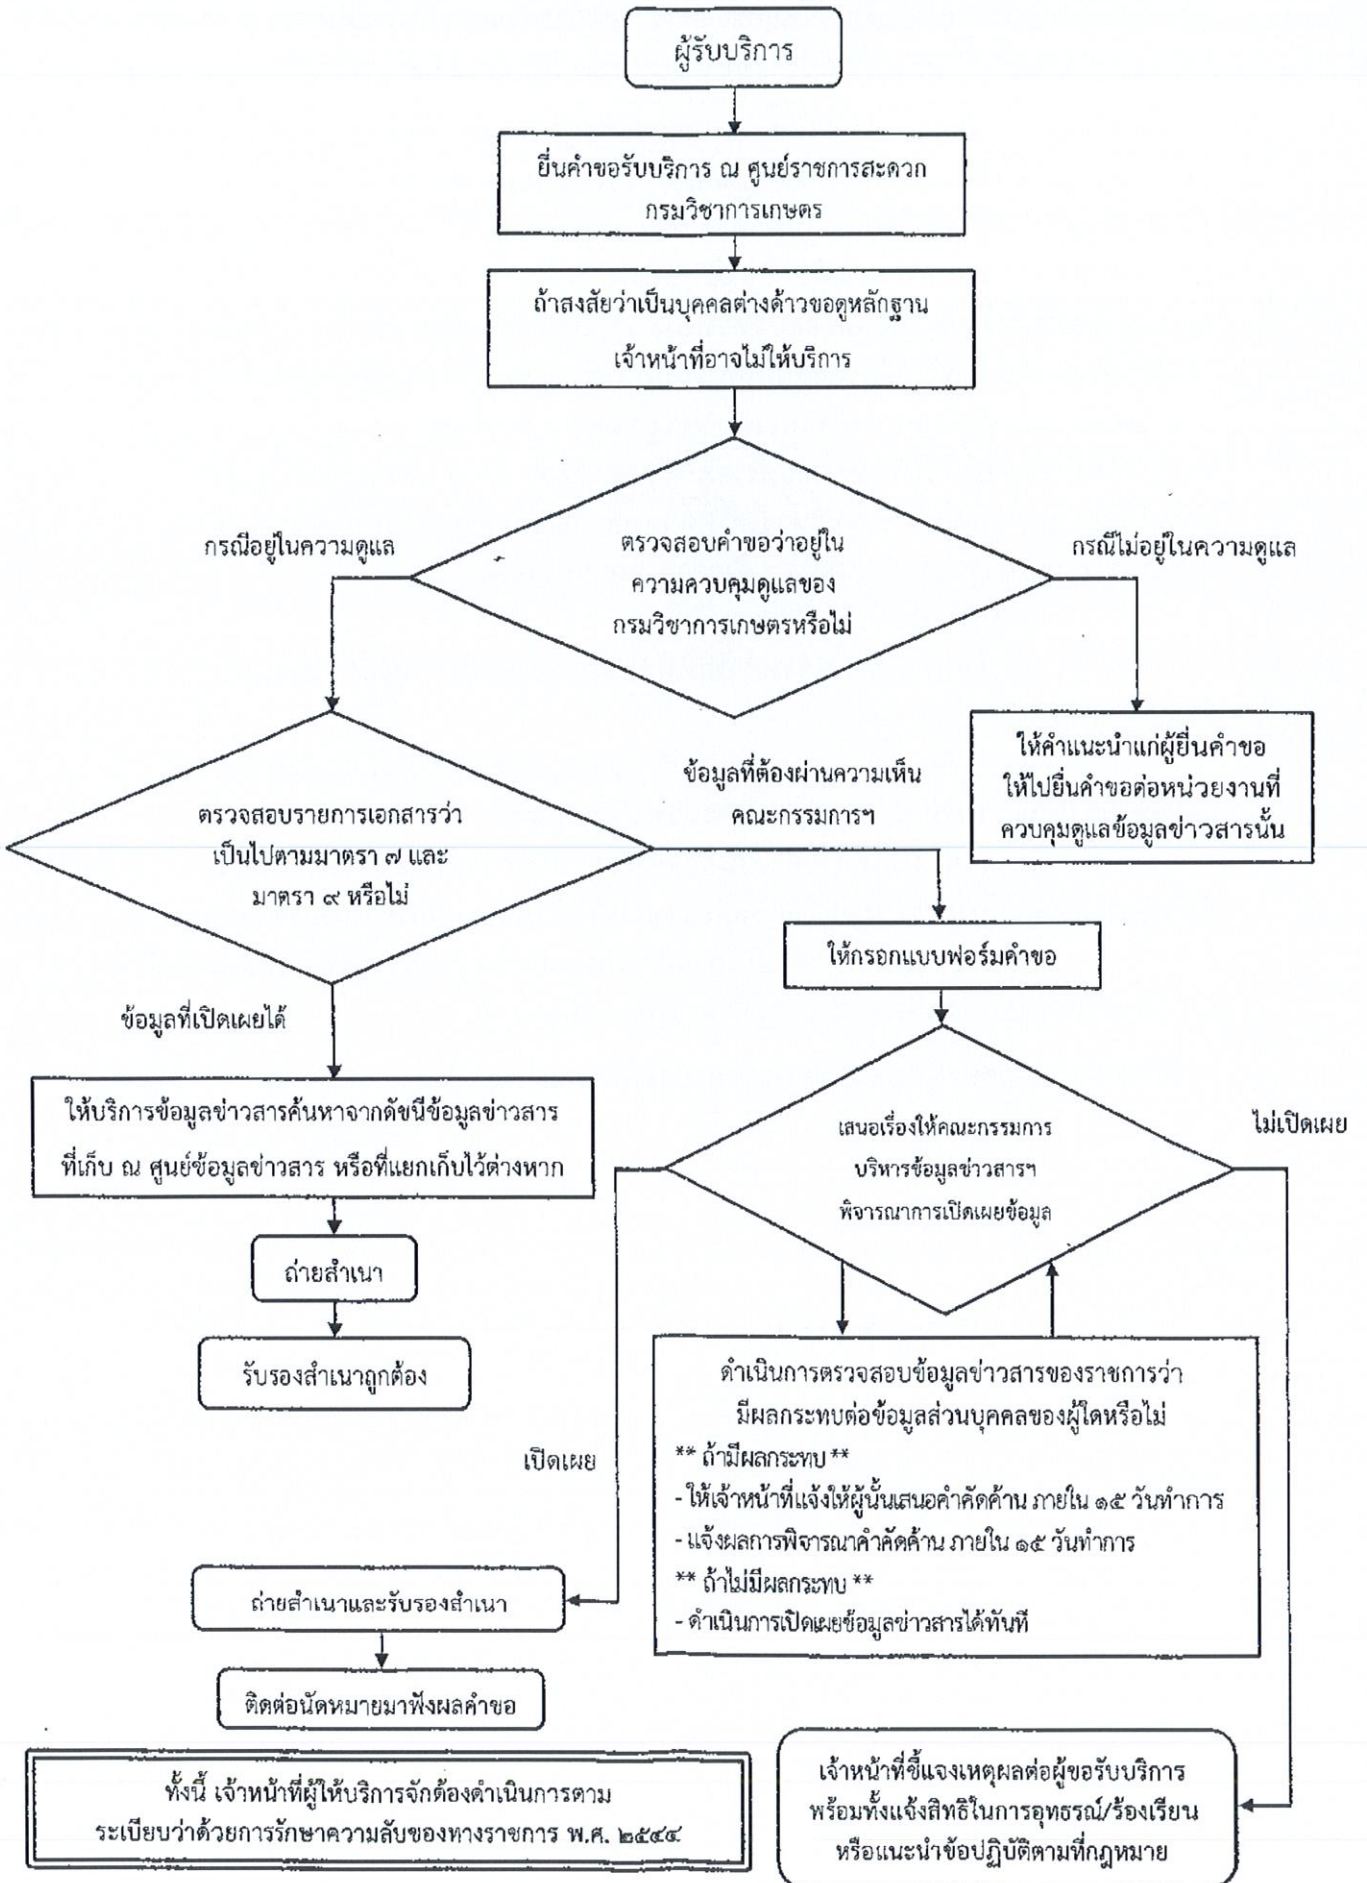 ผู้รับบริการ
ยื่นคำขอรับบริการ ณ ศูนย์ราชการสะดวก
กรมวิชาการเกษตร
ถ้าสงสัยว่าเป็นบุคคลต่างด้าวขอดูหลักฐาน
เจ้าหน้าที่อาจไม่ให้บริการ
กรณีอยู่ในความดูแล
ตรวจสอบคำขอว่าอยู่ใน
ความควบคุมดูแลของ
กรมวิชาการเกษตรหรือไม่
กรณีไม่อยู่ในความดูแล
ให้คำแนะนำแก่ผู้ยื่นคำขอ
ให้ไปยื่นคำขอต่อหน่วยงานที่
ควบคุมดูแลข้อมูลข่าวสารนั้น
ตรวจสอบรายการเอกสารว่า
เป็นไปตามมาตรา ๗ และ
มาตรา ๙ หรือไม่
ข้อมูลที่ต้องผ่านความเห็น
คณะกรรมการฯ
ให้กรอกแบบฟอร์มคำขอ
ข้อมูลที่เปิดเผยได้
ให้บริการข้อมูลข่าวสารค้นหาจากดัชนีข้อมูลข่าวสาร
ที่เก็บ ณ ศูนย์ข้อมูลข่าวสาร หรือที่แยกเก็บไว้ต่างหาก
ถ่ายสำเนา
รับรองสำเนาถูกต้อง
เสนอเรื่องให้คณะกรรมการ
บริหารข้อมูลข่าวสารฯ
พิจารณาการเปิดเผยข้อมูล
ไม่เปิดเผย
ดำเนินการตรวจสอบข้อมูลข่าวสารของราชการว่า
มีผลกระทบต่อข้อมูลส่วนบุคคลของผู้ใดหรือไม่
** ถ้ามีผลกระทบ **
- ให้เจ้าหน้าที่แจ้งให้ผู้นั้นเสนอคำคัดค้าน ภายใน ๑๕ วันทำการ
- แจ้งผลการพิจารณาคำคัดค้าน ภายใน ๑๕ วันทำการ
** ถ้าไม่มีผลกระทบ **
- ดำเนินการเปิดเผยข้อมูลข่าวสารได้ทันที
เปิดเผย
ถ่ายสำเนาและรับรองสำเนา
ติดต่อนัดหมายมาฟังผลคำขอ
ทั้งนี้ เจ้าหน้าที่ผู้ให้บริการจักต้องดำเนินการตาม
ระเบียบว่าด้วยการรักษาความลับของทางราชการ พ.ศ. ๒๕๔๔
เจ้าหน้าที่ชี้แจงเหตุผลต่อผู้ขอรับบริการ
พร้อมทั้งแจ้งสิทธิในการอุทธรณ์/ร้องเรียน
หรือแนะนำข้อปฏิบัติตามที่กฎหมาย